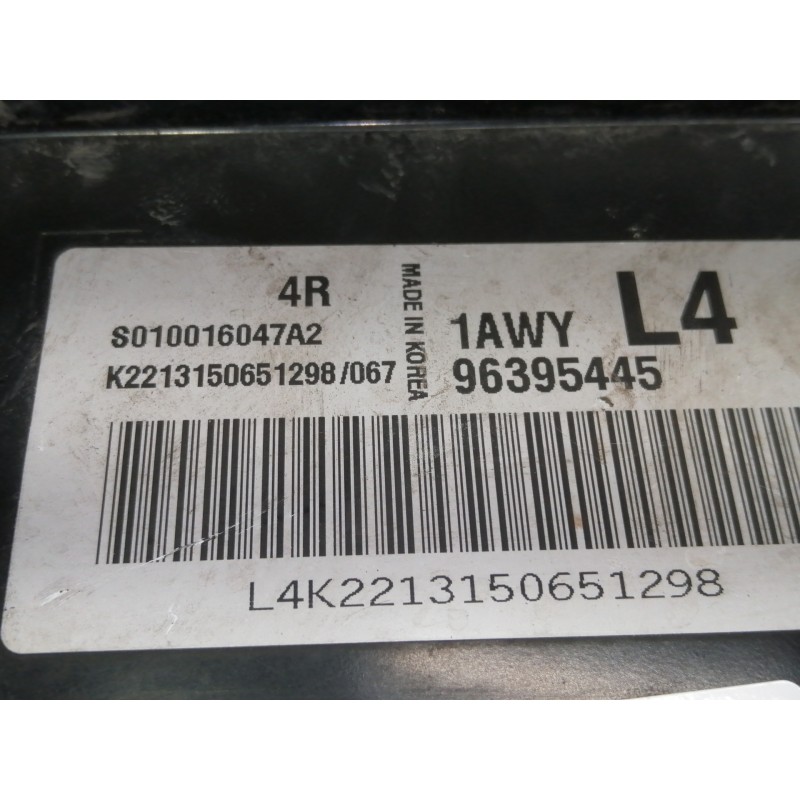 4R
S010016047A2
K2213150651298/067
MADE IN KOREA
1AWY L4
96395445
L4K2213150651298